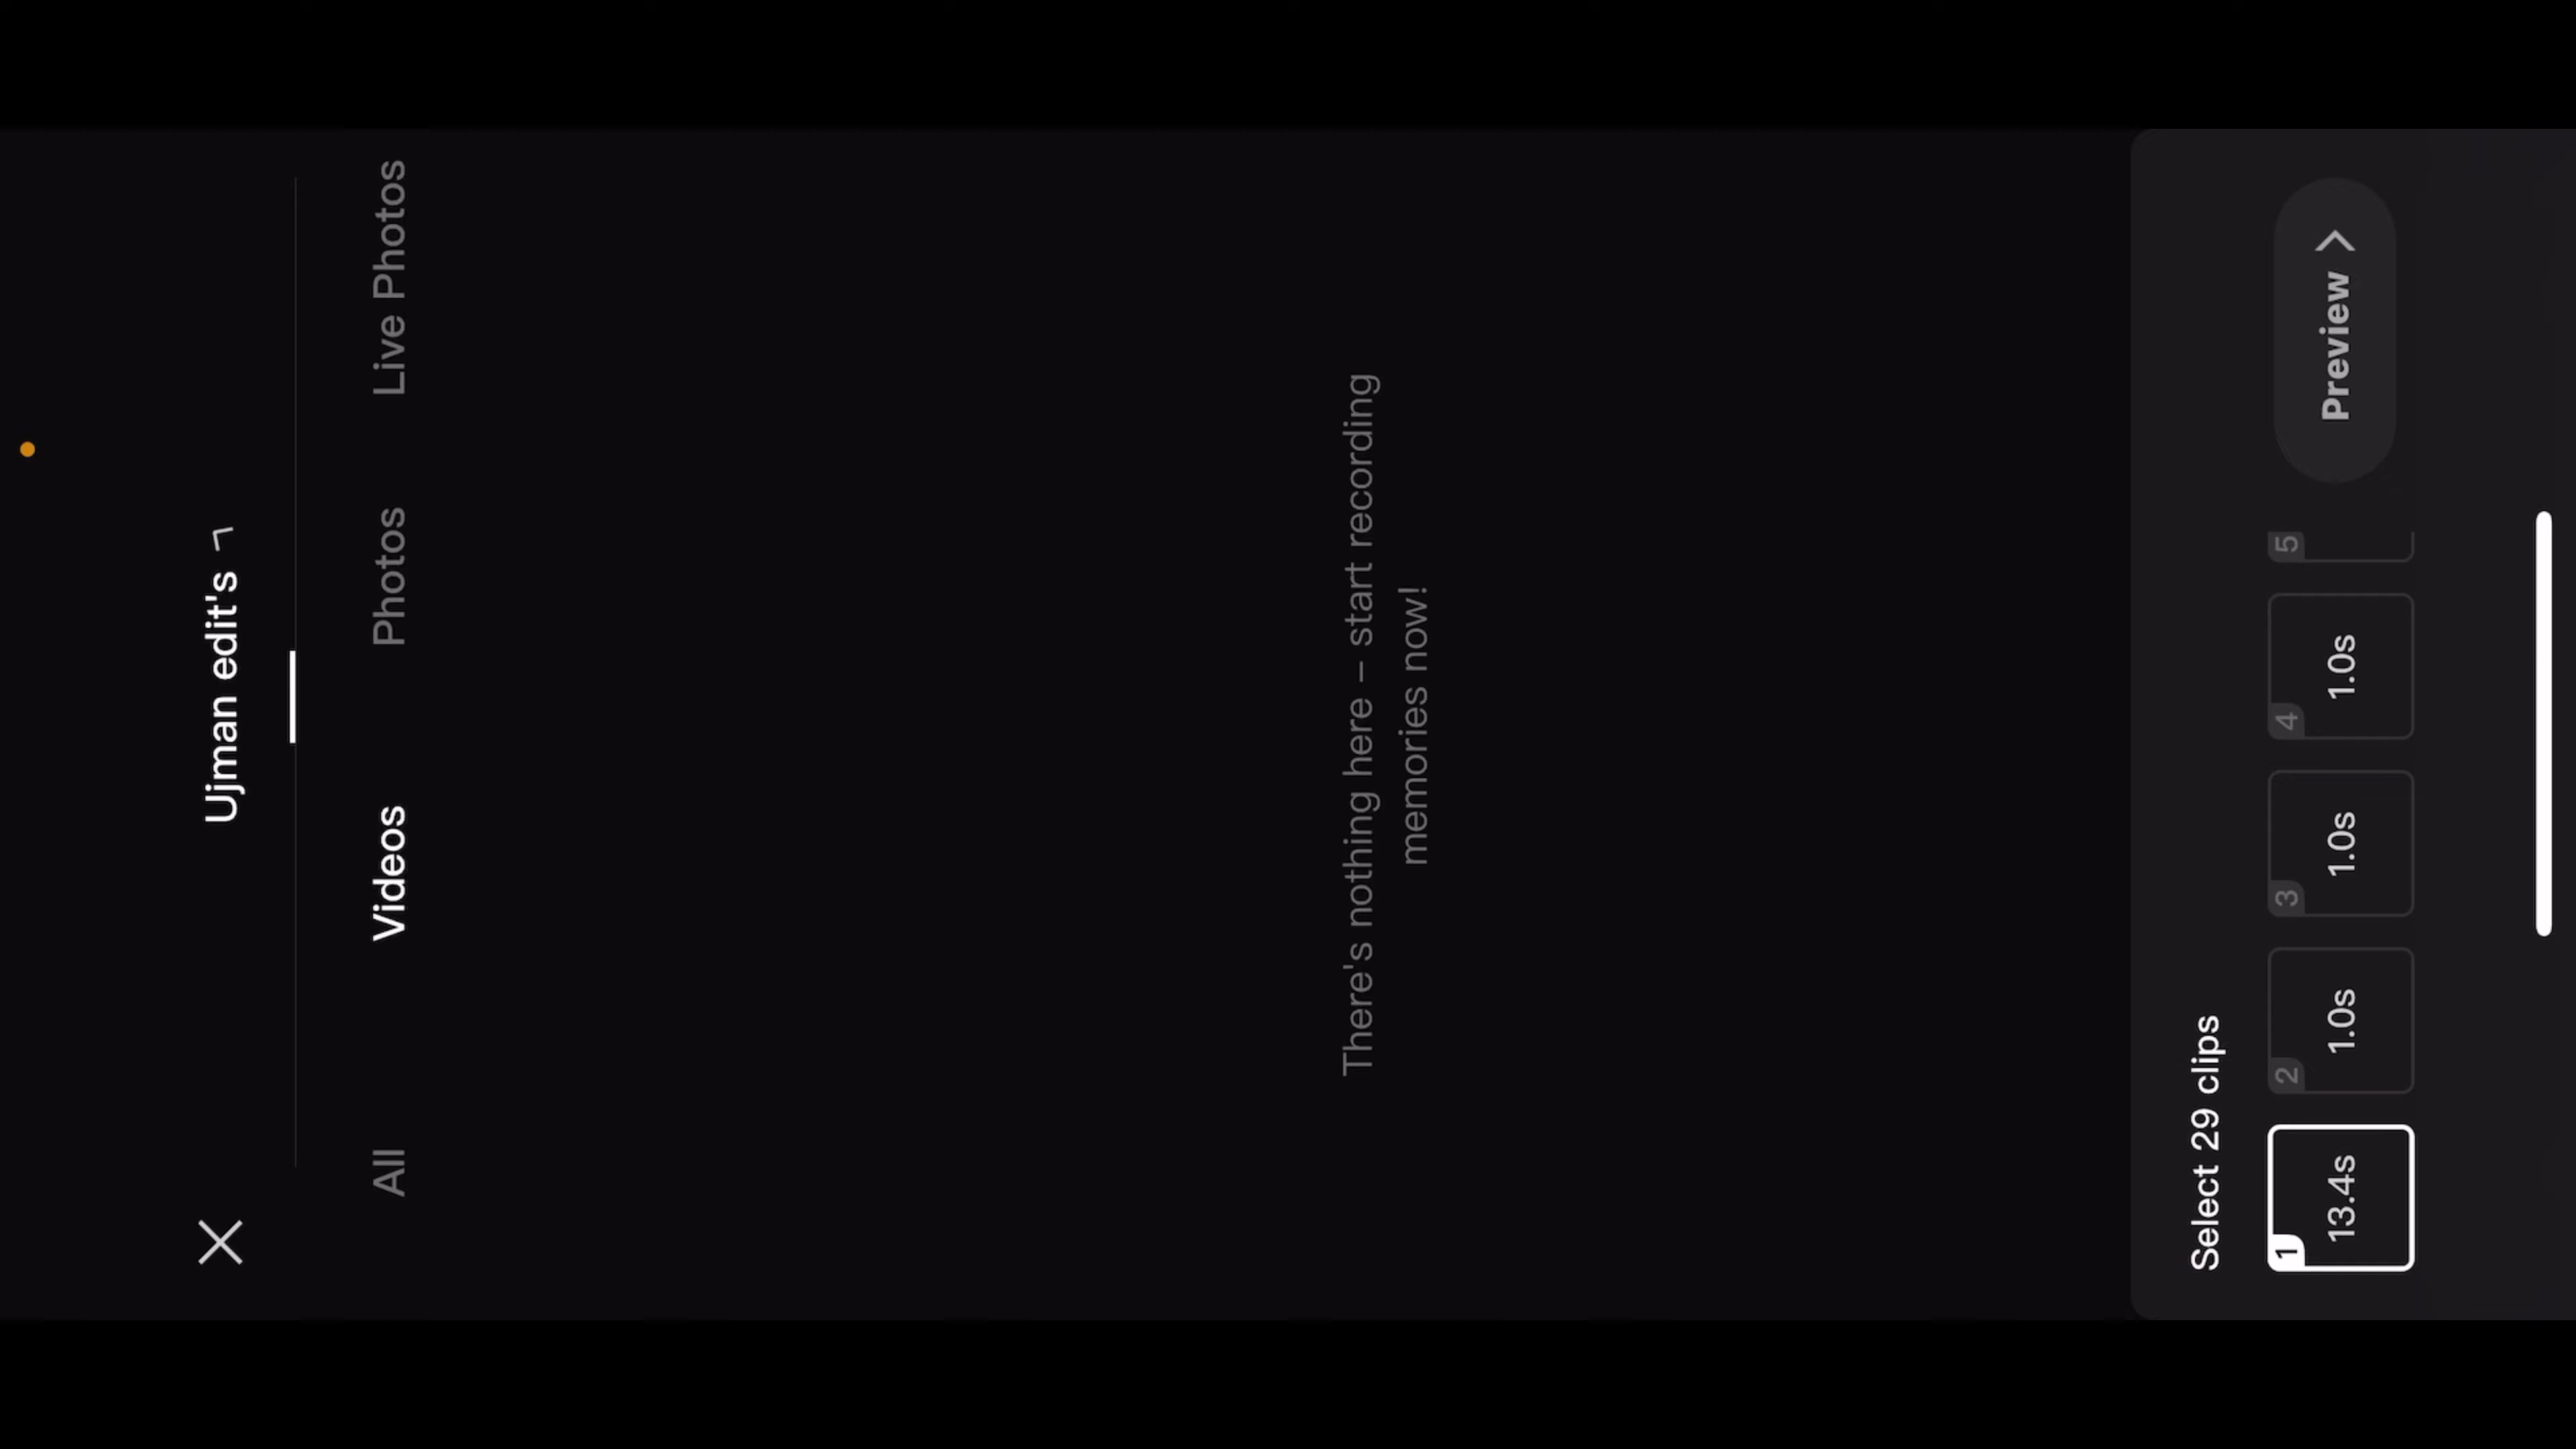 Ujman edit's
All Videos Photos Live Photos
There's nothing here – start recording
memories now!
Select 29 clips
1 2 3 4 5
13.4s 1.0s 1.0s 1.0s
Preview